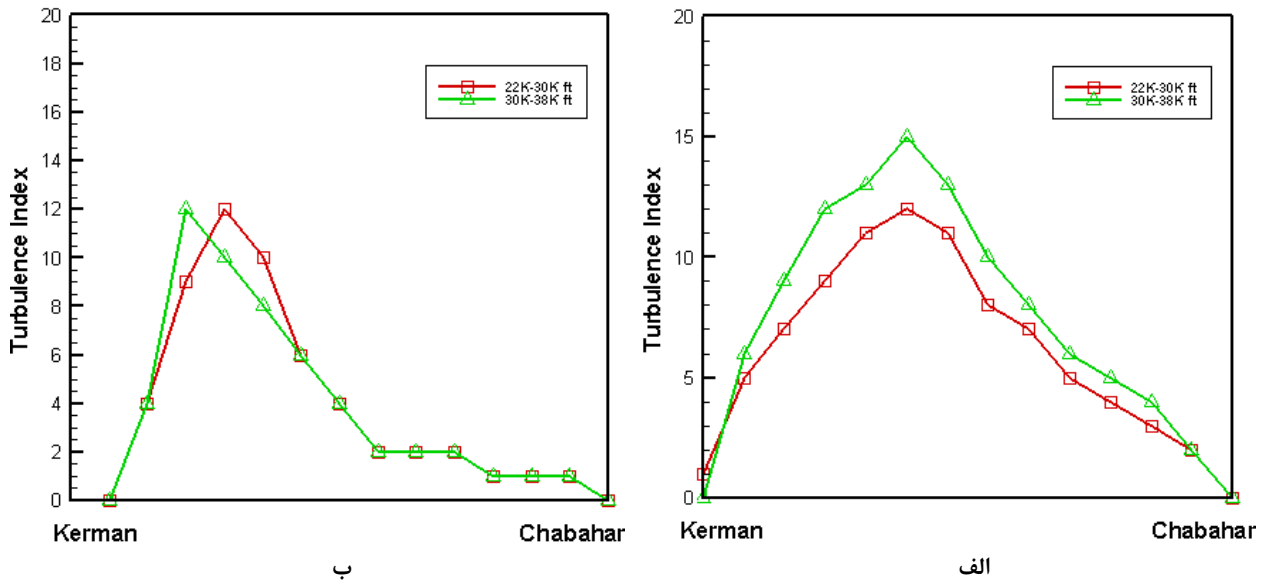 20
18
16
14
12
10
8
6
4
2
0
Turbulence Index
22K-30K ft
30K-38K ft
Kerman
Chabahar
ب
20
15
10
5
0
Turbulence Index
22K-30K ft
30K-38K ft
Kerman
Chabahar
الف